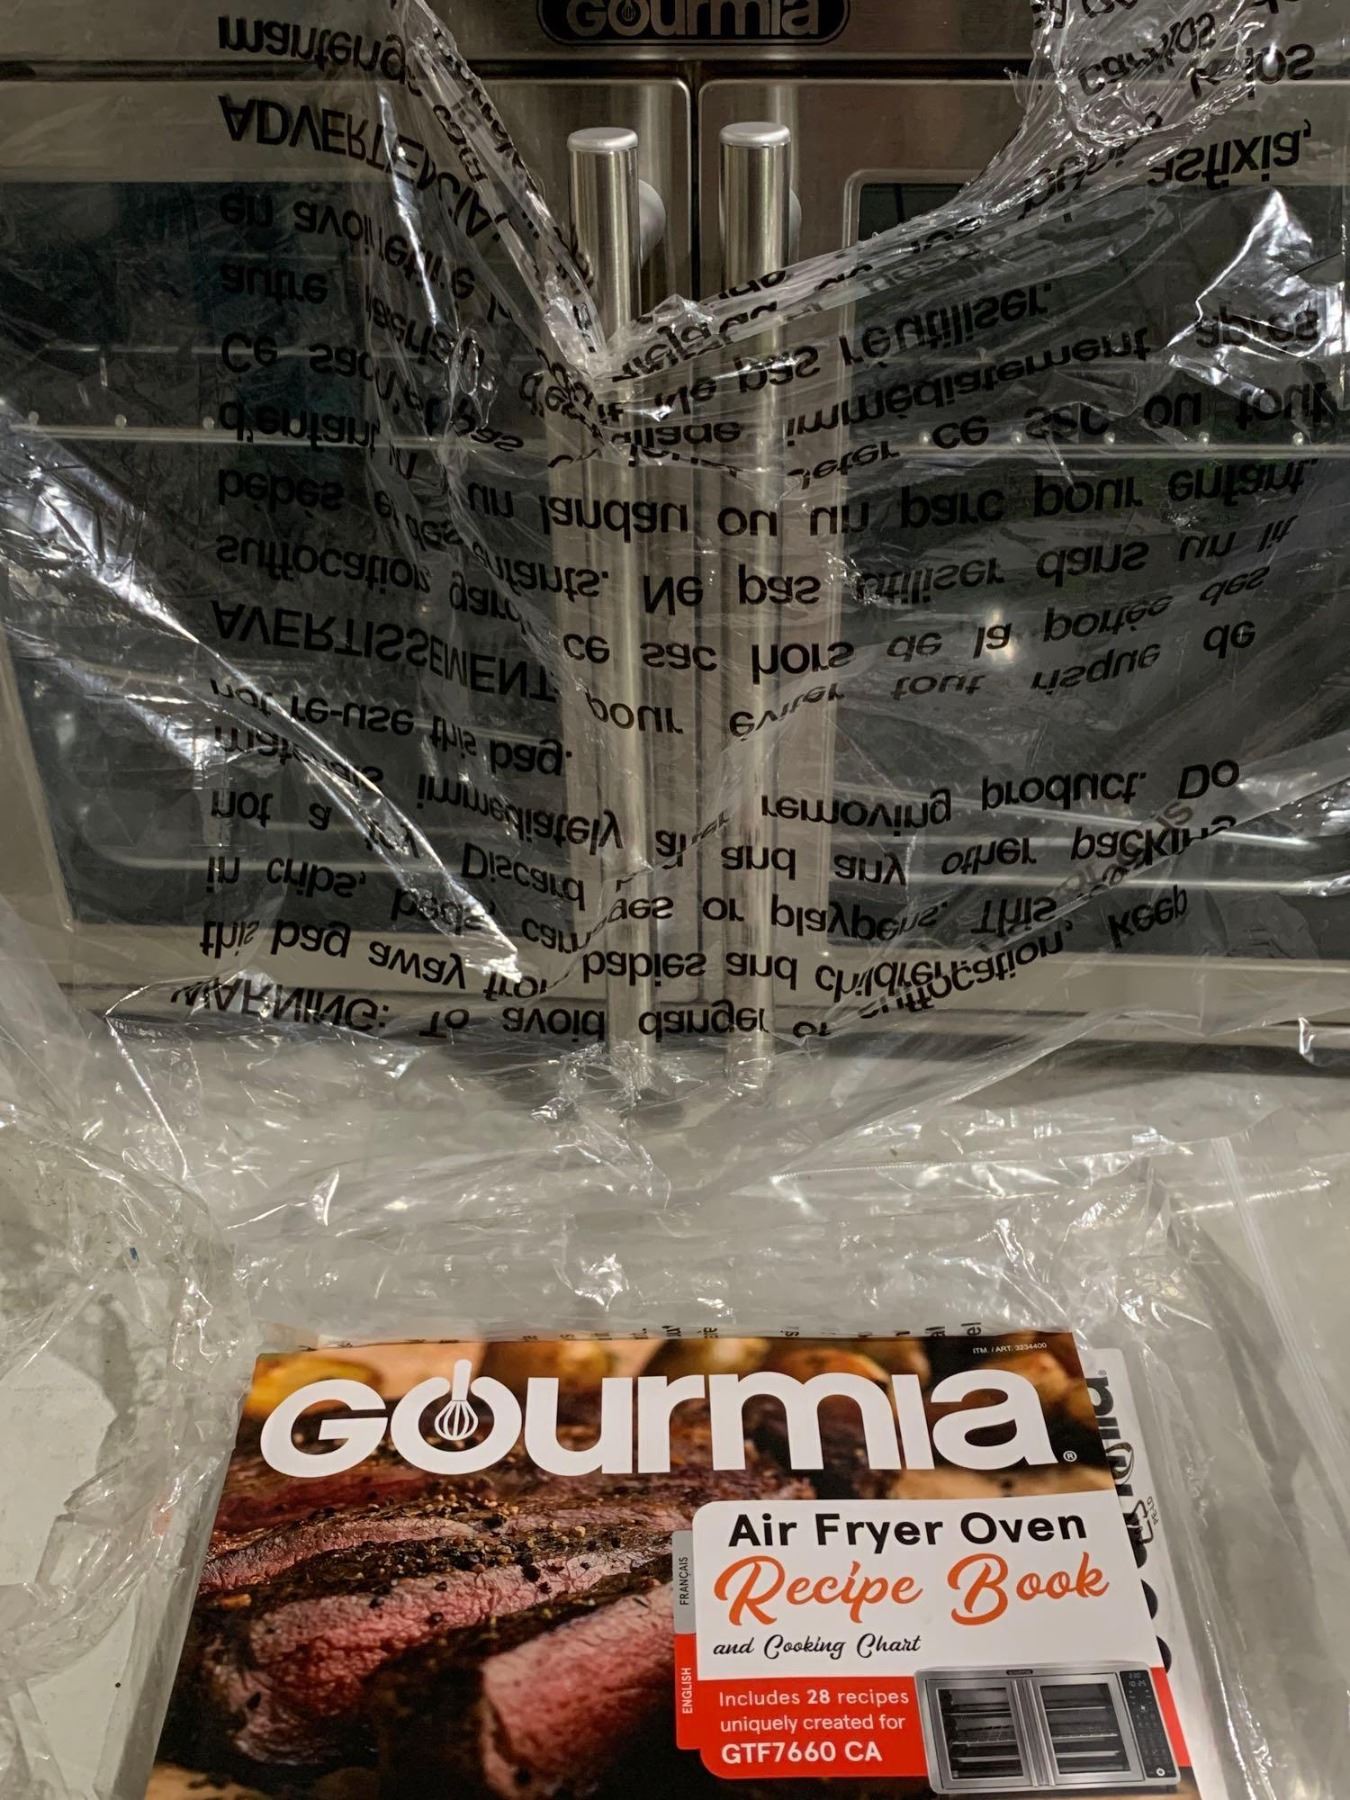 Gourmia
WARNING: To avoid danger of suffocation, keep
this bag away from babies and children.
in cribs, beds, carriages or playpens. This
not a toy. Discard and any other packing
materials immediately after removing product. Do
not re-use this bag.
AVERTISSEMENT pour éviter tout risque de
suffocation gardez ce sac hors de la portée des
bébés et des enfants. Ne pas utiliser dans un lit
d'enfant, un landau ou un parc pour enfant.
Ce sac n'est pas un jouet. Jeter ce sac ou tout
autre immédiatement après
en avoir retiré Ne pas réutiliser.
ADVERTENCIA: asfixia,
los
ITM. / ART. 3234400
Gourmia®
Air Fryer Oven
Recipe Book
and Cooking Chart
FRANÇAIS
ENGLISH
Includes 28 recipes
uniquely created for
GTF7660 CA